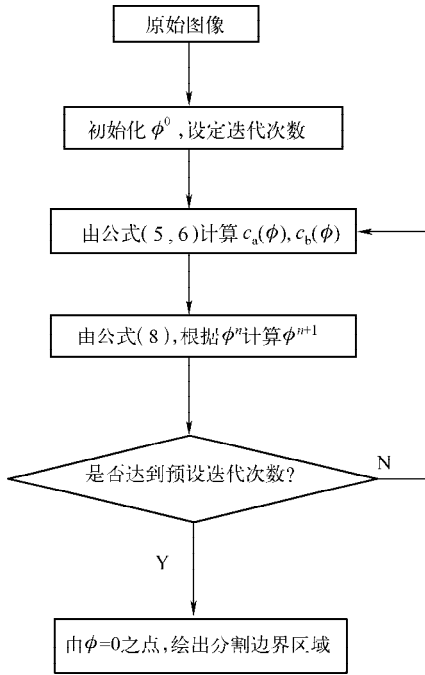 原始图像
初始化 ϕ⁰ ,设定迭代次数
由公式( 5 , 6 )计算 cₐ(ϕ), c_b(ϕ)
由公式( 8 ),根据ϕⁿ计算ϕⁿ⁺¹
是否达到预设迭代次数?
N
Y
由ϕ=0之点,绘出分割边界区域